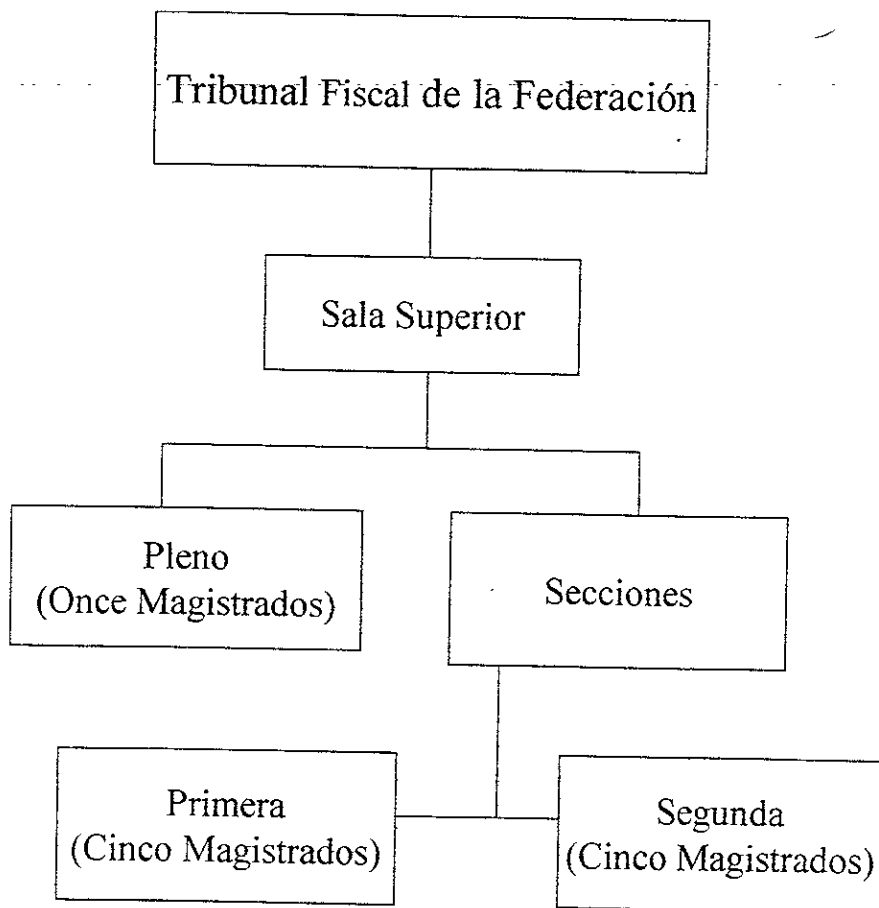 Tribunal Fiscal de la Federación
Sala Superior
Pleno
(Once Magistrados)
Secciones
Primera
(Cinco Magistrados)
Segunda
(Cinco Magistrados)